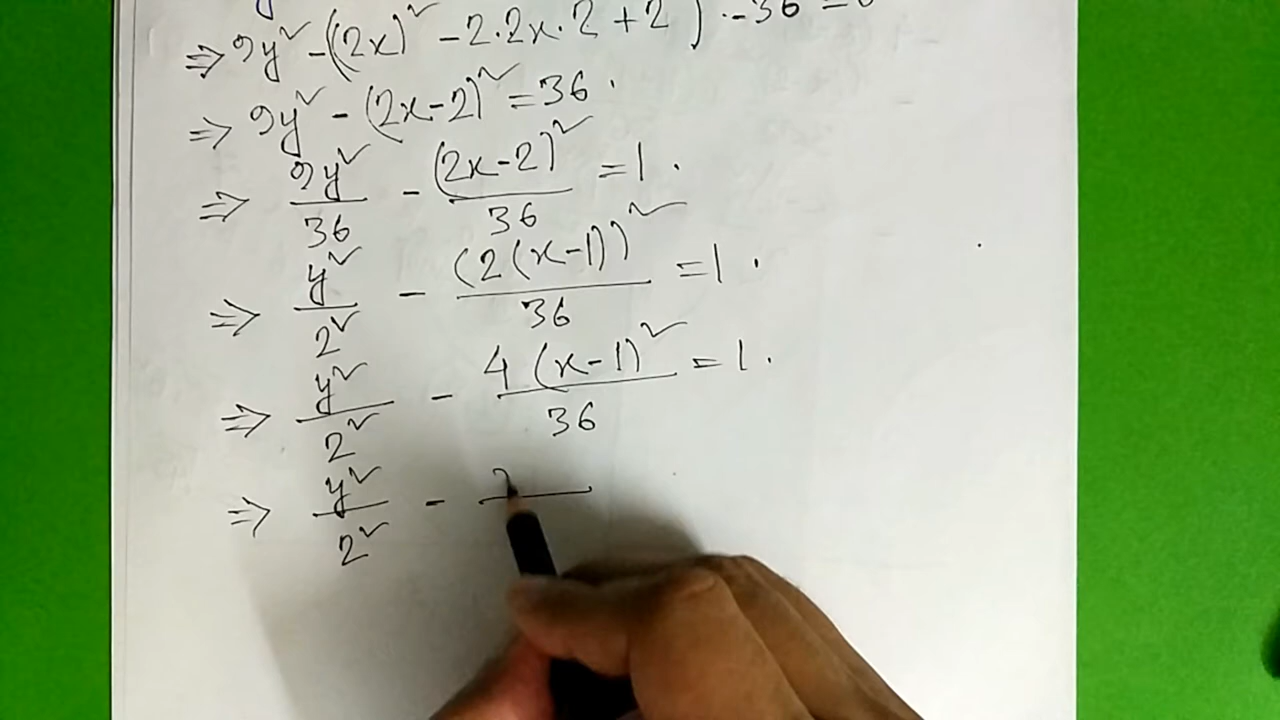 ⇒ 9y² - ((2x)² - 2·2x·2 + 2²) - 36 = 0
⇒ 9y² - (2x-2)² = 36.
⇒ 9y²/36 - (2x-2)²/36 = 1.
⇒ y²/2² - (2(x-1))²/36 = 1.
⇒ y²/2² - 4(x-1)²/36 = 1.
⇒ y²/2² -